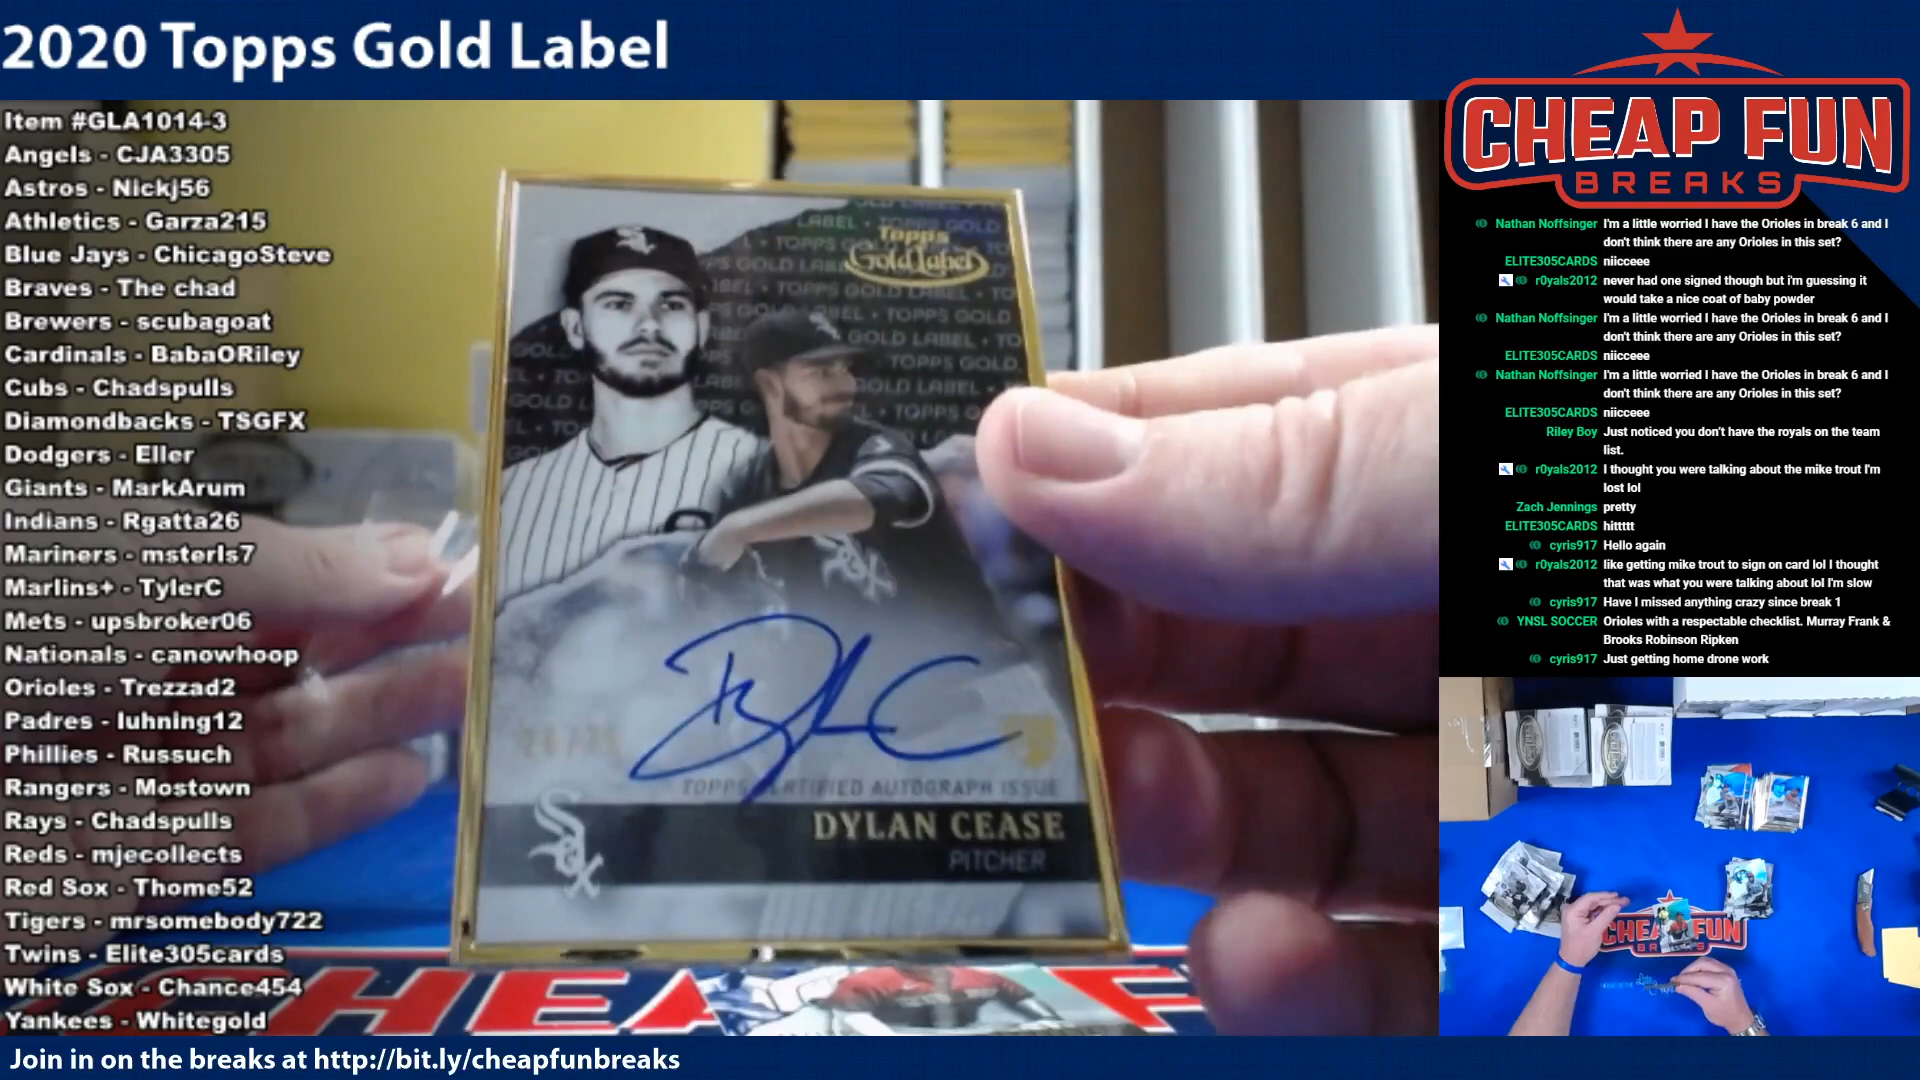 2020 Topps Gold Label
Item #GLA1014-3
Angels - CJA3305
Astros - Nickj56
Athletics - Garza215
Blue Jays - ChicagoSteve
Braves - The chad
Brewers - scubagoat
Cardinals - BabaORiley
Cubs - Chadspulls
Diamondbacks - TSGFX
Dodgers - Eller
Giants - MarkArum
Indians - Rgatta26
Mariners - msterls7
Marlins+ - TylerC
Mets - upsbroker06
Nationals - canowhoop
Orioles - Trezzad2
Padres - luhning12
Phillies - Russuch
Rangers - Mostown
Rays - Chadspulls
Reds - mjecollects
Red Sox - Thome52
Tigers - mrsomebody722
Twins - Elite305cards
White Sox - Chance454
Yankees - Whitegold
Join in on the breaks at http://bit.ly/cheapfunbreaks
Topps
Gold Label
TOPPS CERTIFIED AUTOGRAPH ISSUE
DYLAN CEASE
PITCHER
Sox
CHEAP FUN
BREAKS
Nathan Noffsinger I'm a little worried I have the Orioles in break 6 and I
don't think there are any Orioles in this set?
ELITE305CARDS niicceee
r0yals2012 never had one signed though but i'm guessing it
would take a nice coat of baby powder
Nathan Noffsinger I'm a little worried I have the Orioles in break 6 and I
don't think there are any Orioles in this set?
ELITE305CARDS niicceee
Nathan Noffsinger I'm a little worried I have the Orioles in break 6 and I
don't think there are any Orioles in this set?
ELITE305CARDS niicceee
Riley Boy Just noticed you don't have the royals on the team
list.
r0yals2012 I thought you were talking about the mike trout I'm
lost lol
Zach Jennings pretty
ELITE305CARDS hittttt
cyris917 Hello again
r0yals2012 like getting mike trout to sign on card lol I thought
that was what you were talking about lol I'm slow
cyris917 Have I missed anything crazy since break 1
YNSL SOCCER Orioles with a respectable checklist. Murray Frank &
Brooks Robinson Ripken
cyris917 Just getting home drone work